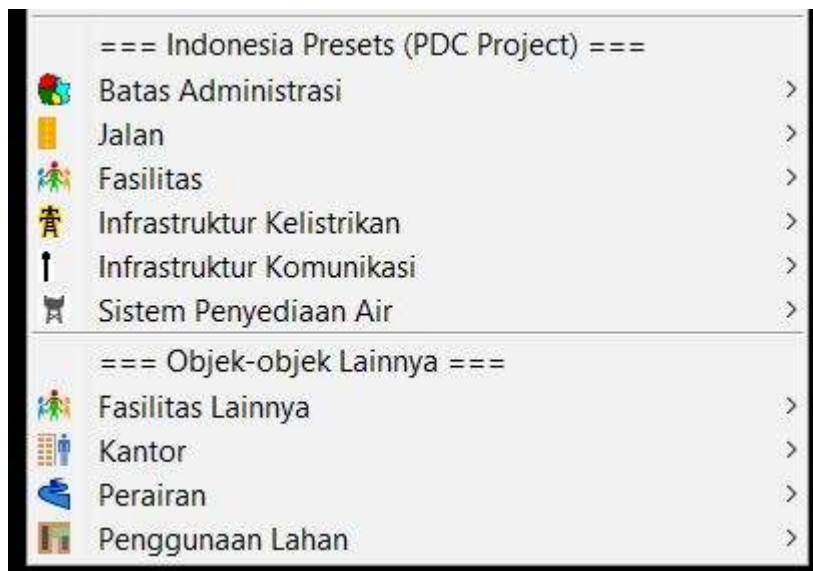 === Indonesia Presets (PDC Project) ===
Batas Administrasi
Jalan
Fasilitas
Infrastruktur Kelistrikan
Infrastruktur Komunikasi
Sistem Penyediaan Air
=== Objek-objek Lainnya ===
Fasilitas Lainnya
Kantor
Perairan
Penggunaan Lahan